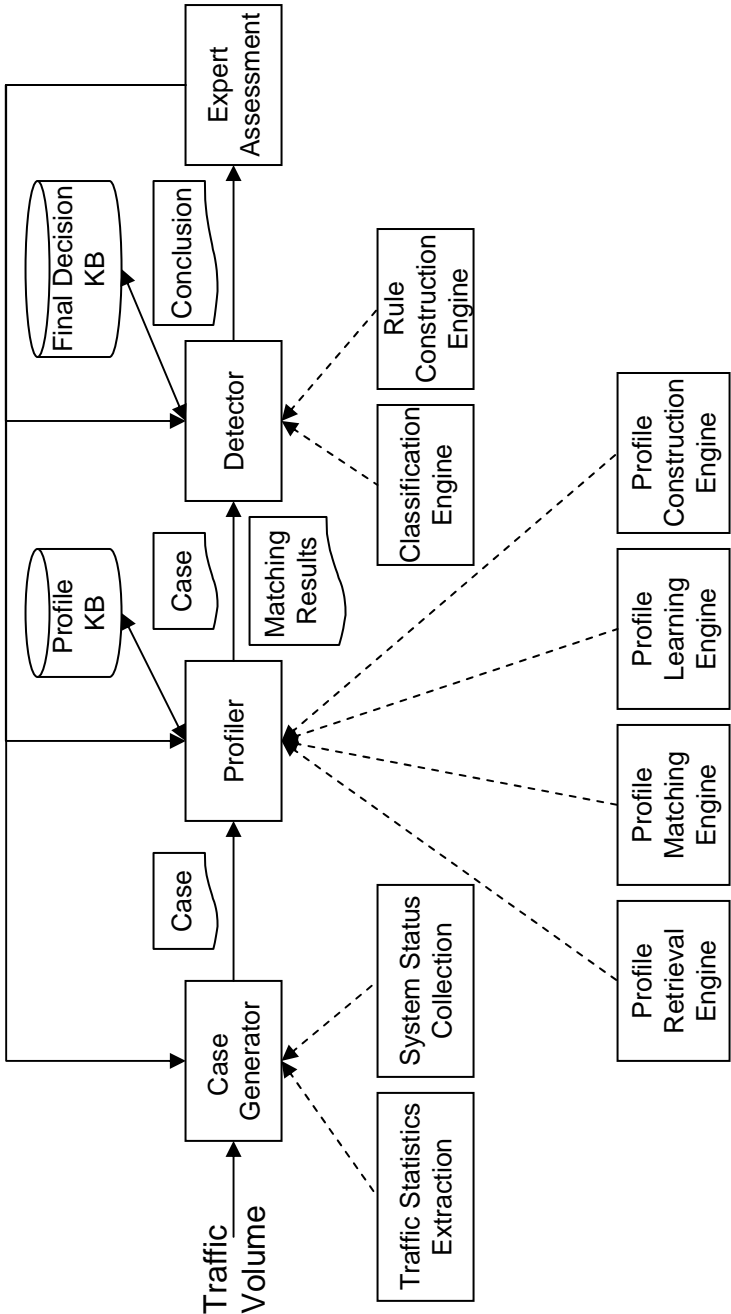 Traffic
Volume
Case
Generator
Traffic Statistics
Extraction
System Status
Collection
Case
Profiler
Profile
KB
Profile
Retrieval
Engine
Profile
Matching
Engine
Profile
Learning
Engine
Profile
Construction
Engine
Case
Matching
Results
Detector
Final Decision
KB
Classification
Engine
Rule
Construction
Engine
Conclusion
Expert
Assessment